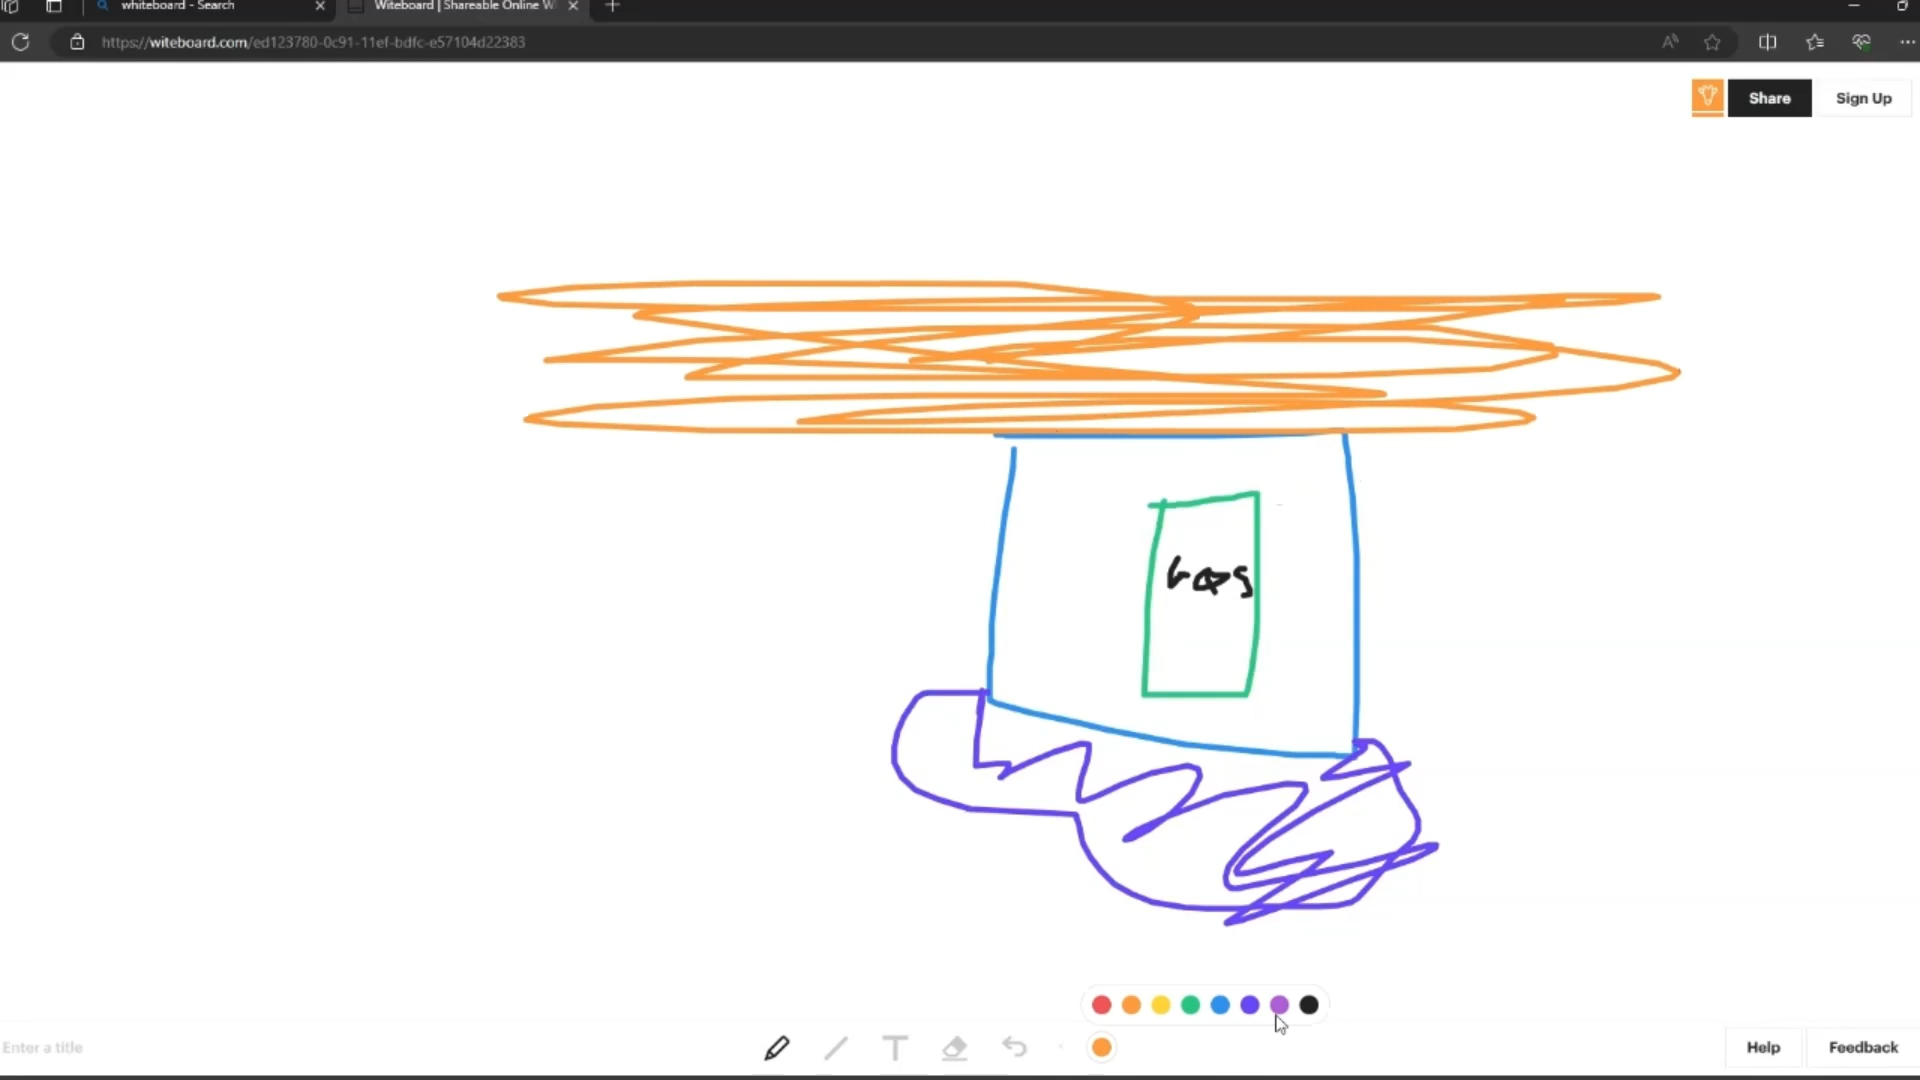 whiteboard - Search
Witeboard | Shareable Online W
https://witeboard.com/ed123780-0c91-11ef-bdfc-e57104d22383
Share
Sign Up
Enter a title
T
Help
Feedback